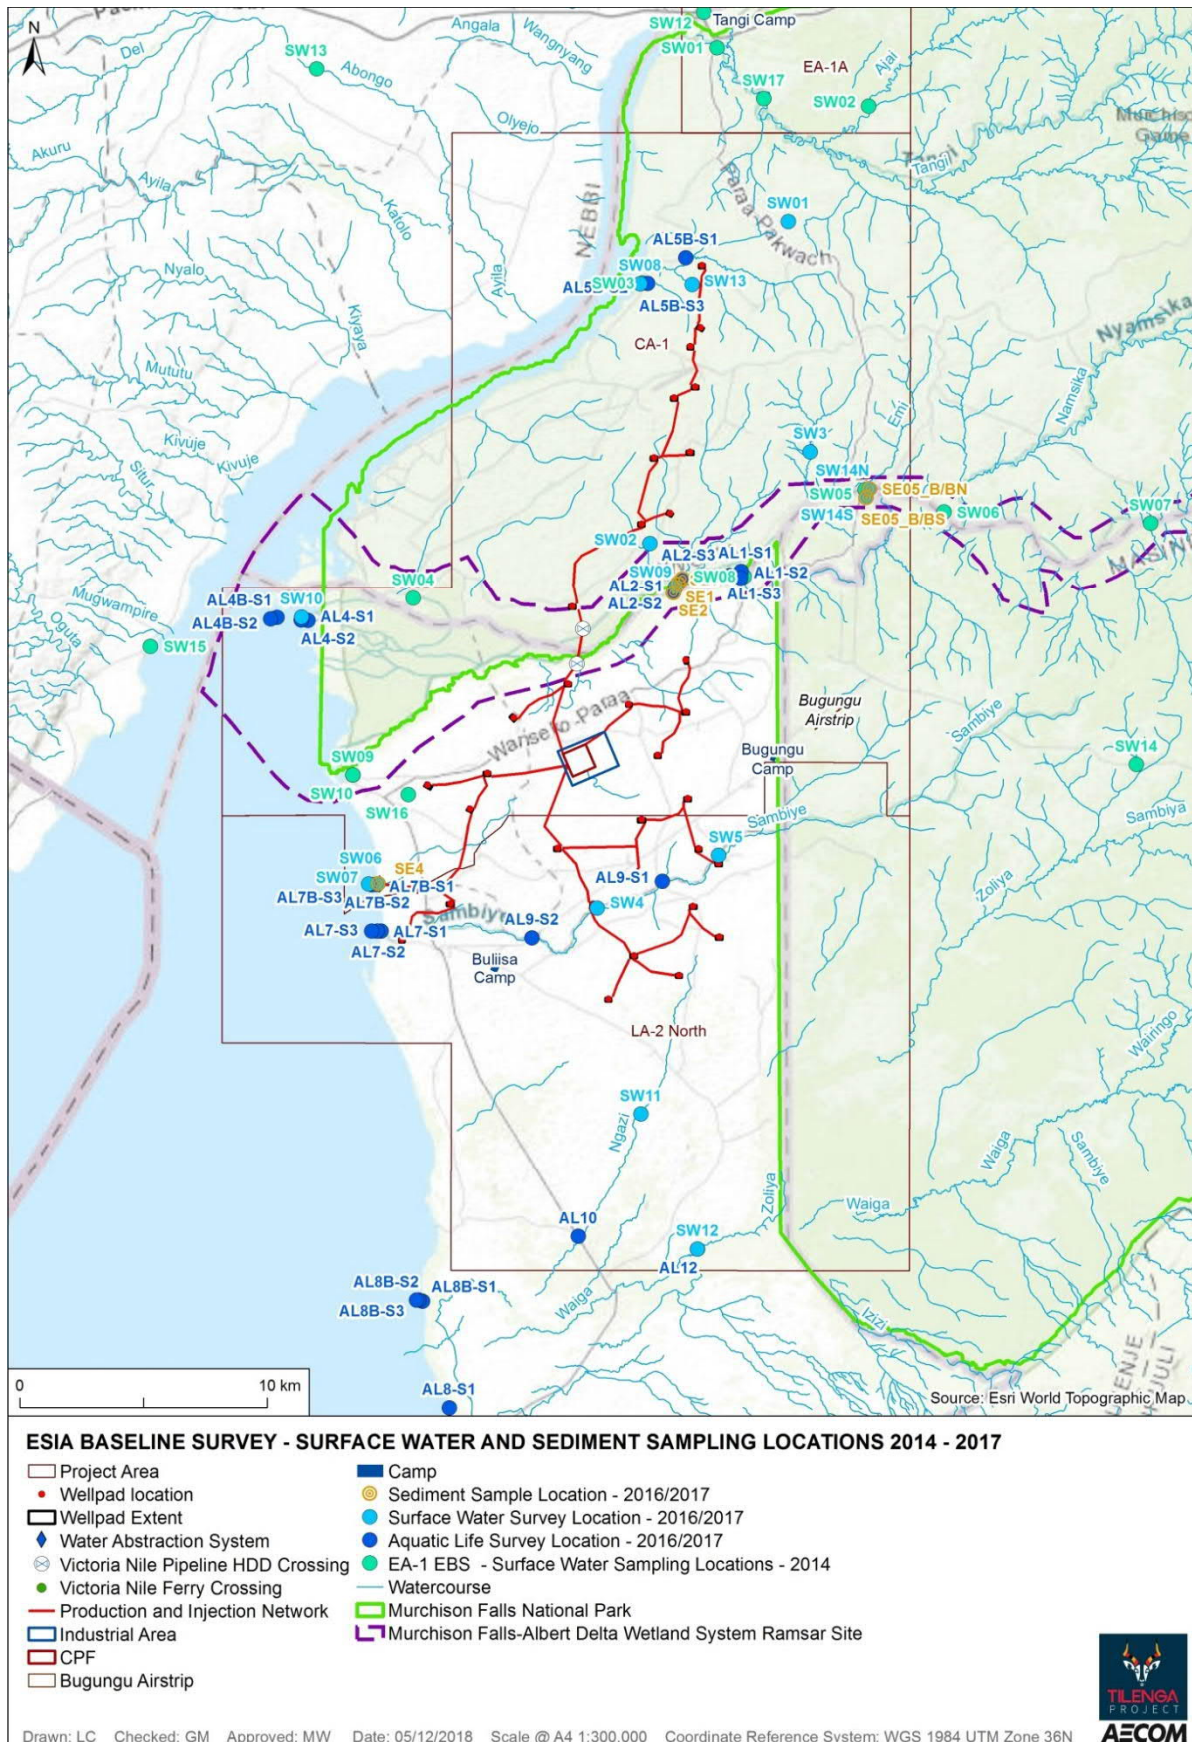 N
Del
Angala
Wangnyang
SW12
Tangi Camp
SW13
Abongo
SW01
EA-1A
Ajai
SW17
SW02
Olyejo
Akuru
Ayila
Katolo
Tangi
Tangil
NEBBI
Paraa-Pakwach
SW01
Nyalo
Ayila
AL5B-S1
SW08
SW03
SW13
AL5B-S3
Kiyaya
CA-1
Nyamsika
Namsika
Mututu
Emi
Kivuje
Kivuje
Situr
SW3
SW14N
SE05_B/BN
SW05
SW14S
SE05_B/BS
SW06
SW07
SW02
AL2-S3
AL1-S1
SW09
SW08
AL1-S2
AL2-S1
SE1
AL1-S3
AL2-S2
SE2
SW04
Mugwampire
Oguta
AL4B-S1
SW10
AL4-S1
AL4B-S2
AL4-S2
SW15
Wanseko-Paraa
Bugungu
Airstrip
Sambiye
SW14
SW09
Bugungu
Camp
SW10
SW16
Sambiye
Sambiya
SW5
SW06
SE4
SW07
AL7B-S1
AL7B-S3
AL7B-S2
AL9-S1
Zoliya
SW4
Sambiye
AL9-S2
AL7-S3
AL7-S1
AL7-S2
Buliisa
Camp
LA-2 North
Wairingo
SW11
Ngazi
Waiga
Sambiye
Zoliya
Waiga
AL10
SW12
AL12
AL8B-S2
AL8B-S1
AL8B-S3
Waiga
Izizi
0 10 km
AL8-S1
Source: Esri World Topographic Map
ESIA BASELINE SURVEY - SURFACE WATER AND SEDIMENT SAMPLING LOCATIONS 2014 - 2017
Project Area
Wellpad location
Wellpad Extent
Water Abstraction System
Victoria Nile Pipeline HDD Crossing
Victoria Nile Ferry Crossing
Production and Injection Network
Industrial Area
CPF
Bugungu Airstrip
Camp
Sediment Sample Location - 2016/2017
Surface Water Survey Location - 2016/2017
Aquatic Life Survey Location - 2016/2017
EA-1 EBS - Surface Water Sampling Locations - 2014
Watercourse
Murchison Falls National Park
Murchison Falls-Albert Delta Wetland System Ramsar Site
TILENGA
PROJECT
AECOM
Drawn: LC Checked: GM Approved: MW Date: 05/12/2018 Scale @ A4 1:300,000 Coordinate Reference System: WGS 1984 UTM Zone 36N